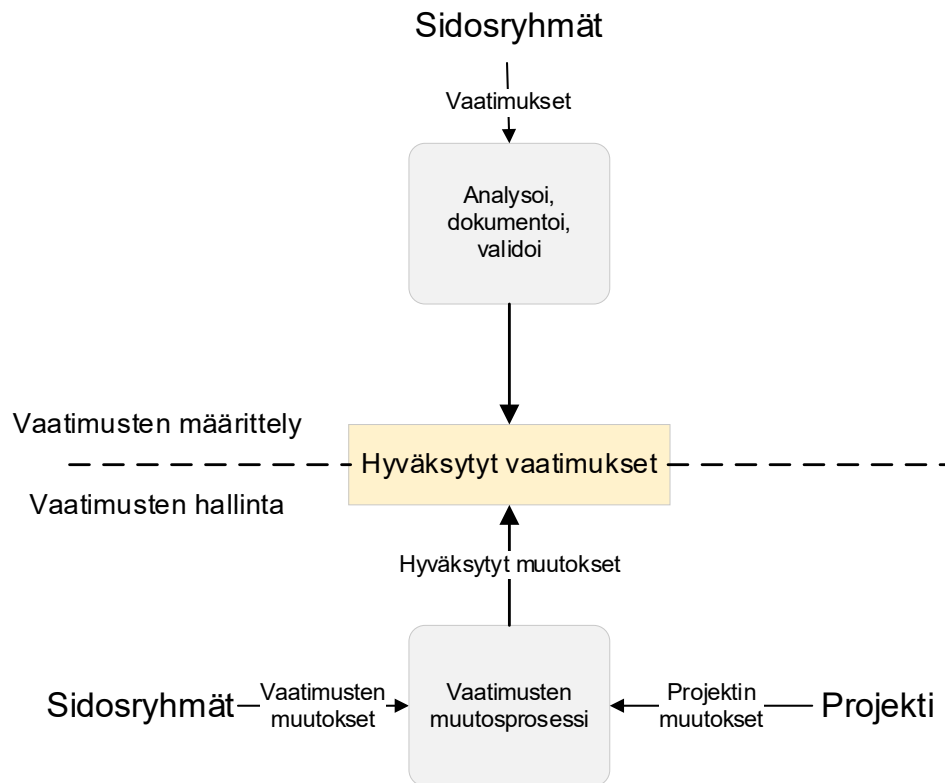 Sidosryhmät
Vaatimukset
Analysoi,
dokumentoi,
validoi
Vaatimusten määrittely
Hyväksytyt vaatimukset
Vaatimusten hallinta
Hyväksytyt muutokset
Sidosryhmät
Vaatimusten
muutokset
Vaatimusten
muutosprosessi
Projektin
muutokset
Projekti